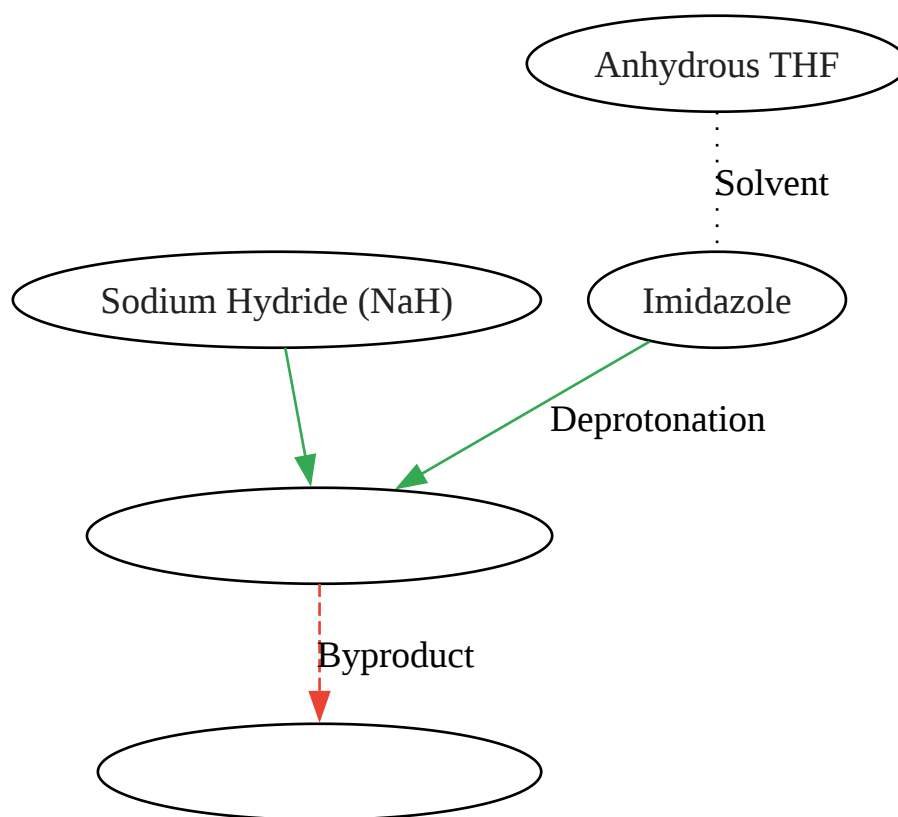 Anhydrous THF
Solvent
Sodium Hydride (NaH)
Imidazole
Deprotonation
Byproduct